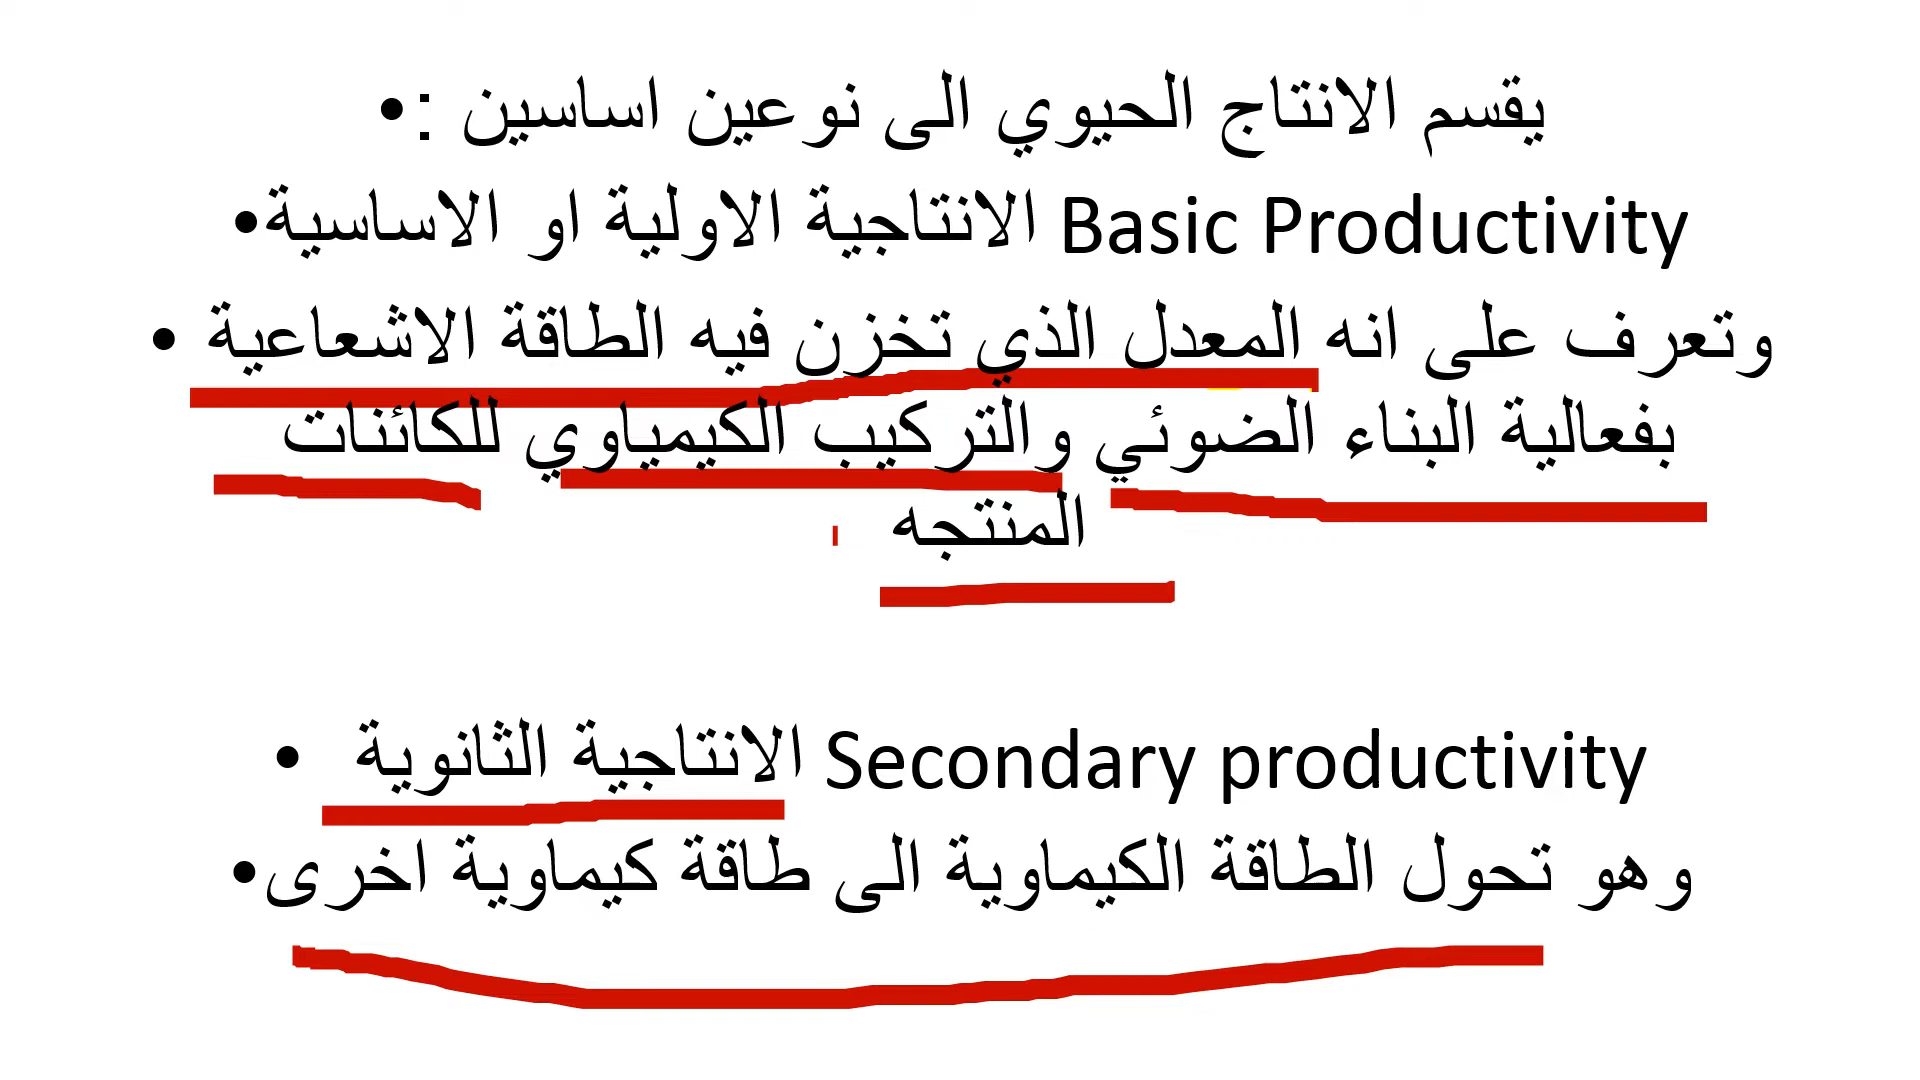 • يقسم الانتاج الحيوي الى نوعين اساسين :
• الانتاجية الاولية او الاساسية Basic Productivity
• وتعرف على انه المعدل الذي تخزن فيه الطاقة الاشعاعية
بفعالية البناء الضوئي والتركيب الكيمياوي للكائنات
المنتجه
• الانتاجية الثانوية Secondary productivity
• وهو تحول الطاقة الكيماوية الى طاقة كيماوية اخرى